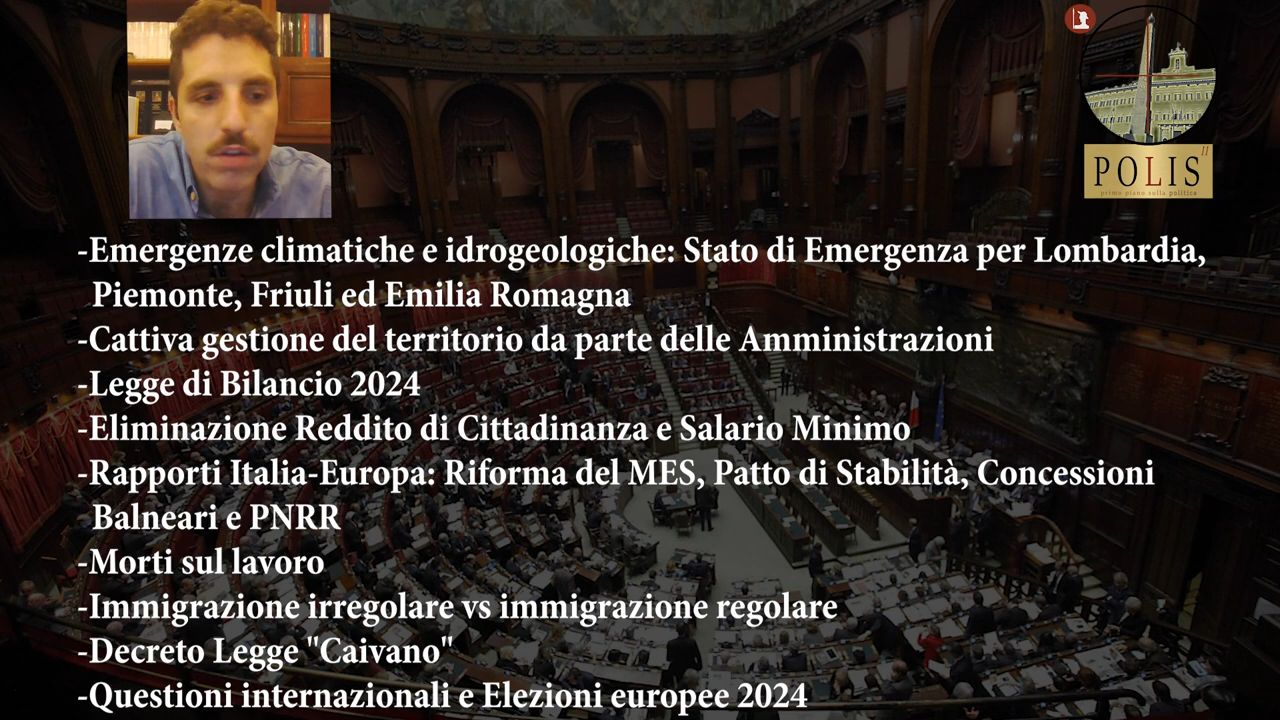 POLIS II
primo piano sulla politica
-Emergenze climatiche e idrogeologiche: Stato di Emergenza per Lombardia,
Piemonte, Friuli ed Emilia Romagna
-Cattiva gestione del territorio da parte delle Amministrazioni
-Legge di Bilancio 2024
-Eliminazione Reddito di Cittadinanza e Salario Minimo
-Rapporti Italia-Europa: Riforma del MES, Patto di Stabilità, Concessioni
Balneari e PNRR
-Morti sul lavoro
-Immigrazione irregolare vs immigrazione regolare
-Decreto Legge "Caivano"
-Questioni internazionali e Elezioni europee 2024